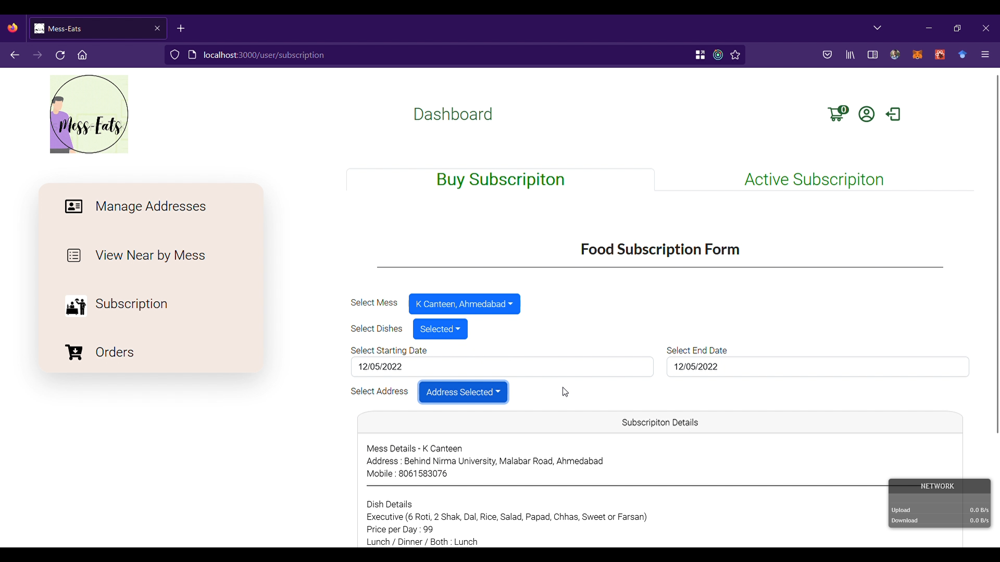 Mess-Eats
localhost:3000/user/subscription
Mess-Eats
Dashboard
0
Buy Subscripiton
Active Subscripiton
Manage Addresses
View Near by Mess
Subscription
Orders
Food Subscription Form
Select Mess
K Canteen, Ahmedabad
Select Dishes
Selected
Select Starting Date
Select End Date
12/05/2022
12/05/2022
Select Address
Address Selected
Subscripiton Details
Mess Details - K Canteen
Address : Behind Nirma University, Malabar Road, Ahmedabad
Mobile : 8061583076
Dish Details
Executive (6 Roti, 2 Shak, Dal, Rice, Salad, Papad, Chhas, Sweet or Farsan)
Price per Day : 99
Lunch / Dinner / Both : Lunch
NETWORK
Upload 0.0 B/s
Download 0.0 B/s